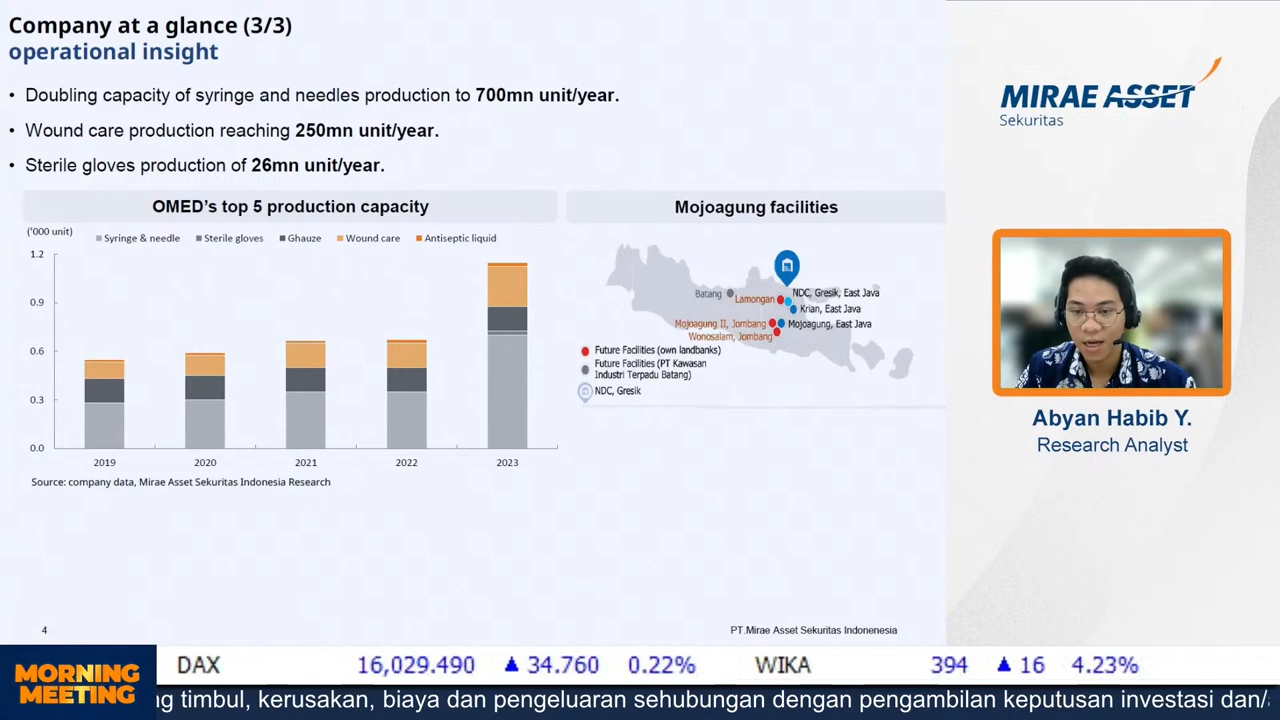 Company at a glance (3/3)
operational insight
• Doubling capacity of syringe and needles production to 700mn unit/year.
• Wound care production reaching 250mn unit/year.
• Sterile gloves production of 26mn unit/year.
OMED's top 5 production capacity
('000 unit)
Syringe & needle Sterile gloves Ghauze Wound care Antiseptic liquid
1.2
0.9
0.6
0.3
0.0
2019 2020 2021 2022 2023
Source: company data, Mirae Asset Sekuritas Indonesia Research
Mojoagung facilities
Batang
Lamongan
NDC, Gresik, East Java
Krian, East Java
Mojoagung II, Jombang
Mojoagung, East Java
Wonosalam, Jombang
Future Facilities (own landbanks)
Future Facilities (PT Kawasan
Industri Terpadu Batang)
NDC, Gresik
4
PT.Mirae Asset Sekuritas Indonenesia
MIRAE ASSET
Sekuritas
Abyan Habib Y.
Research Analyst
MORNING
MEETING
DAX 16,029.490 ▲ 34.760 0.22% WIKA 394 ▲ 16 4.23%
ng timbul, kerusakan, biaya dan pengeluaran sehubungan dengan pengambilan keputusan investasi dan/